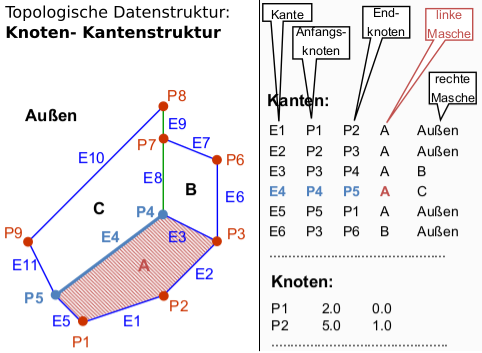 Topologische Datenstruktur:
Knoten- Kantenstruktur
Außen
P8
E9
P7
E7
E10
P6
E8
B
E6
C
P4
E4
E3
P9
P3
E11
A
E2
P5
P2
E5
E1
P1
Kante
Anfangs-
knoten
End-
knoten
linke
Masche
rechte
Masche
Kanten:
E1 P1 P2 A Außen
E2 P2 P3 A Außen
E3 P3 P4 A B
E4 P4 P5 A C
E5 P5 P1 A Außen
E6 P3 P6 B Außen
Knoten:
P1 2.0 0.0
P2 5.0 1.0